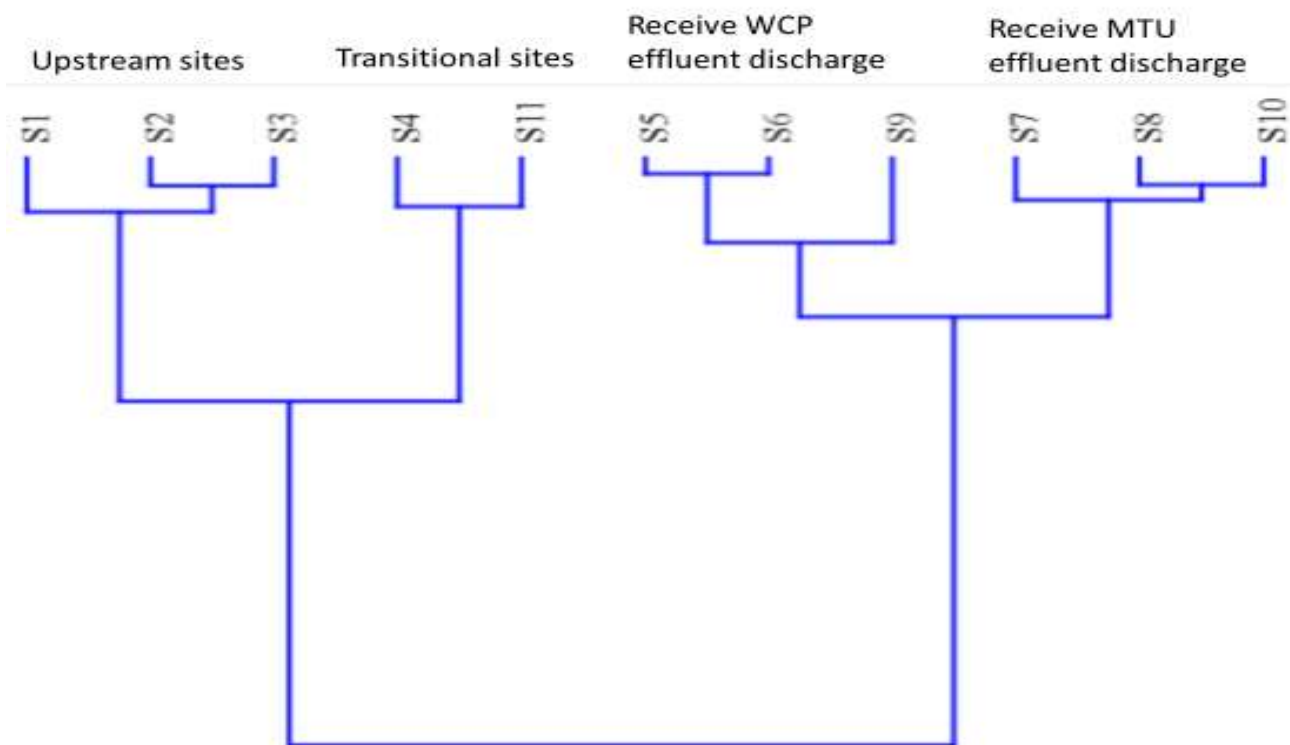 Upstream sites
Transitional sites
Receive WCP
effluent discharge
Receive MTU
effluent discharge
S1
S2
S3
S4
S11
S5
S6
S9
S7
S8
S10